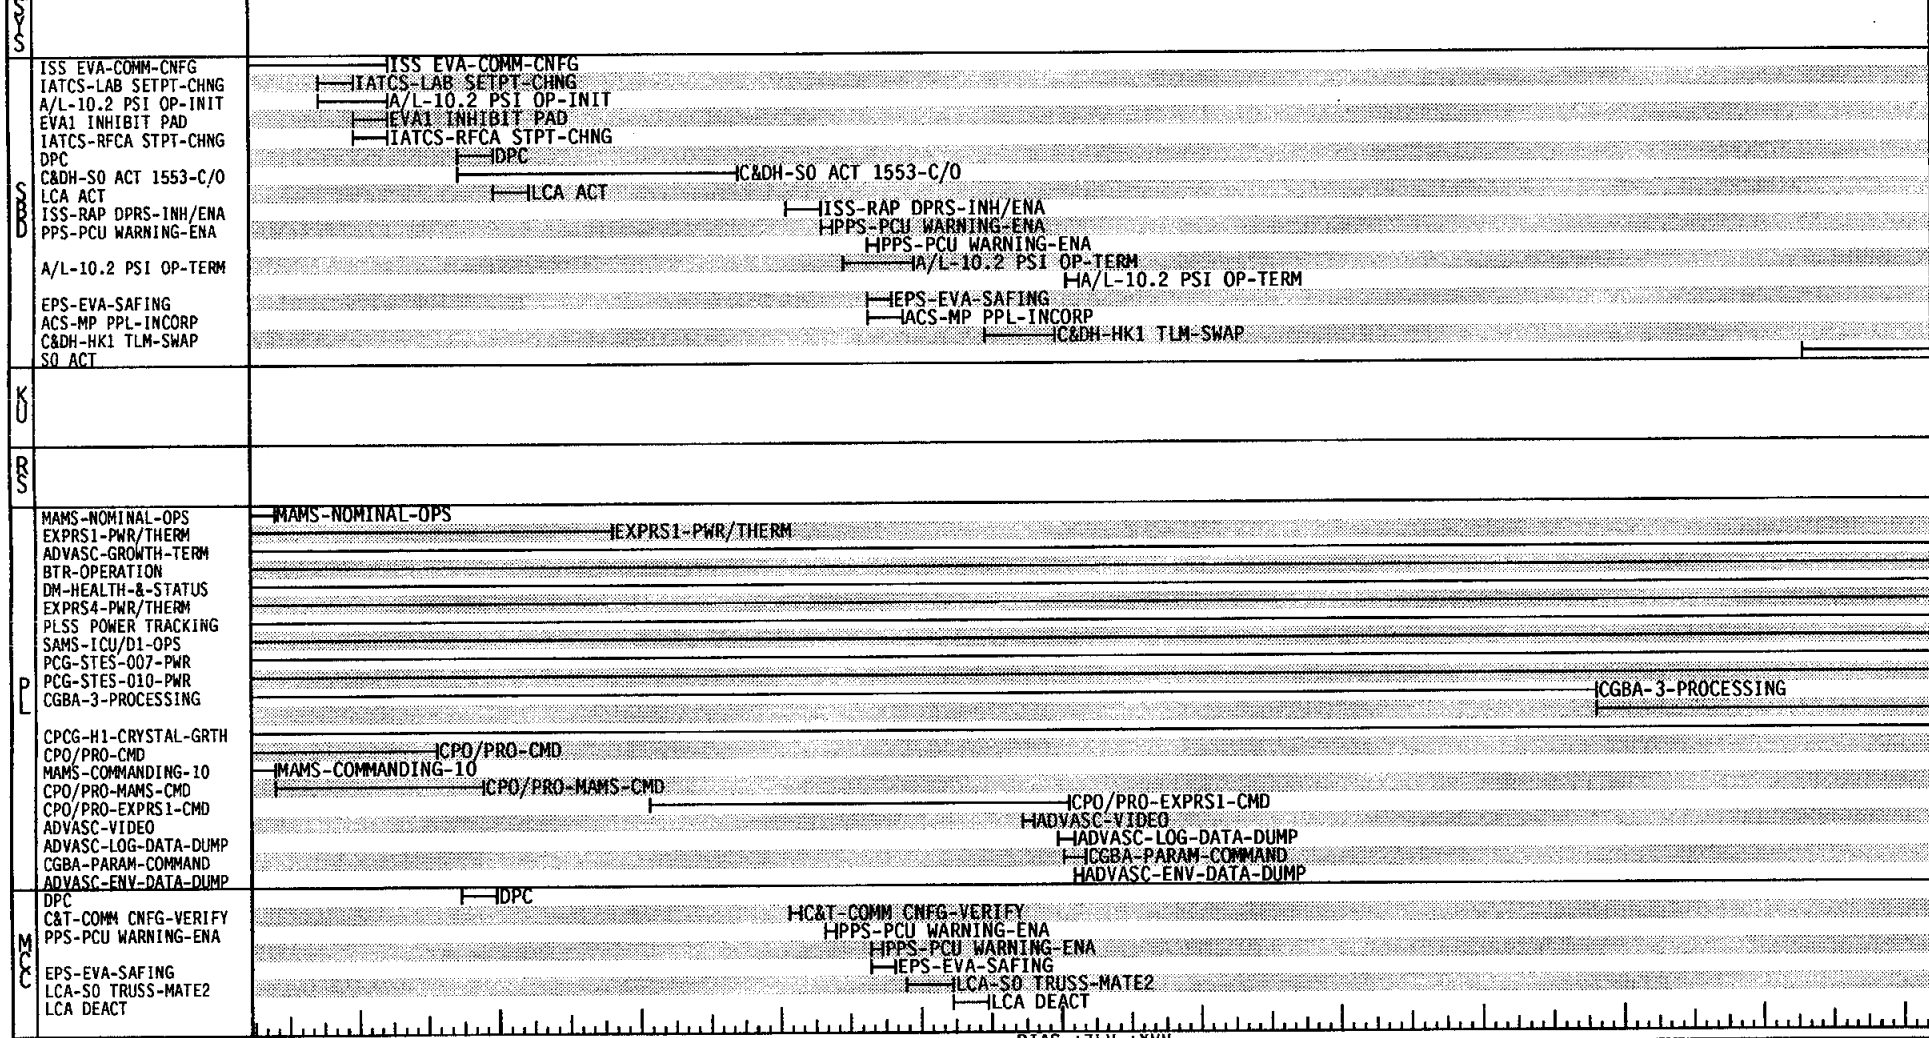 SYS
ISS EVA-COMM-CNFG ISS EVA-COMM-CNFG
IATCS-LAB SETPT-CHNG IATCS-LAB SETPT-CHNG
A/L-10.2 PSI OP-INIT A/L-10.2 PSI OP-INIT
EVA1 INHIBIT PAD EVA1 INHIBIT PAD
IATCS-RFCA STPT-CHNG IATCS-RFCA STPT-CHNG
DPC DPC
C&DH-SO ACT 1553-C/O C&DH-SO ACT 1553-C/O
SBD
LCA ACT LCA ACT
ISS-RAP DPRS-INH/ENA ISS-RAP DPRS-INH/ENA
PPS-PCU WARNING-ENA PPS-PCU WARNING-ENA
PPS-PCU WARNING-ENA
A/L-10.2 PSI OP-TERM A/L-10.2 PSI OP-TERM
A/L-10.2 PSI OP-TERM
EPS-EVA-SAFING EPS-EVA-SAFING
ACS-MP PPL-INCORP ACS-MP PPL-INCORP
C&DH-HK1 TLM-SWAP C&DH-HK1 TLM-SWAP
SO ACT
KU
RS
MAMS-NOMINAL-OPS MAMS-NOMINAL-OPS
EXPRS1-PWR/THERM EXPRS1-PWR/THERM
ADVASC-GROWTH-TERM
BTR-OPERATION
DM-HEALTH-&-STATUS
EXPRS4-PWR/THERM
PLSS POWER TRACKING
SAMS-ICU/D1-OPS
PCG-STES-007-PWR
PCG-STES-010-PWR
PL
CGBA-3-PROCESSING CGBA-3-PROCESSING
CPCG-H1-CRYSTAL-GRTH
CPO/PRO-CMD CPO/PRO-CMD
MAMS-COMMANDING-10 MAMS-COMMANDING-10
CPO/PRO-MAMS-CMD CPO/PRO-MAMS-CMD
CPO/PRO-EXPRS1-CMD CPO/PRO-EXPRS1-CMD
ADVASC-VIDEO ADVASC-VIDEO
ADVASC-LOG-DATA-DUMP ADVASC-LOG-DATA-DUMP
CGBA-PARAM-COMMAND CGBA-PARAM-COMMAND
ADVASC-ENV-DATA-DUMP ADVASC-ENV-DATA-DUMP
DPC DPC
C&T-COMM CNFG-VERIFY C&T-COMM CNFG-VERIFY
PPS-PCU WARNING-ENA PPS-PCU WARNING-ENA
MCC
PPS-PCU WARNING-ENA
EPS-EVA-SAFING EPS-EVA-SAFING
LCA-SO TRUSS-MATE2 LCA-SO TRUSS-MATE2
LCA DEACT LCA DEACT